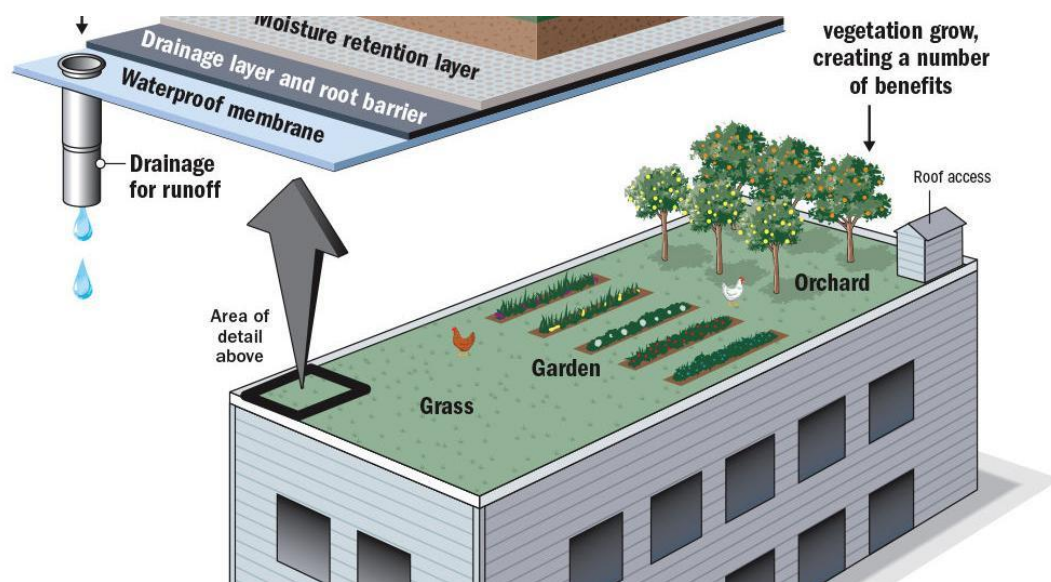 Moisture retention layer
Drainage layer and root barrier
Waterproof membrane
Drainage
for runoff
vegetation grow,
creating a number
of benefits
Roof access
Orchard
Area of
detail
above
Garden
Grass